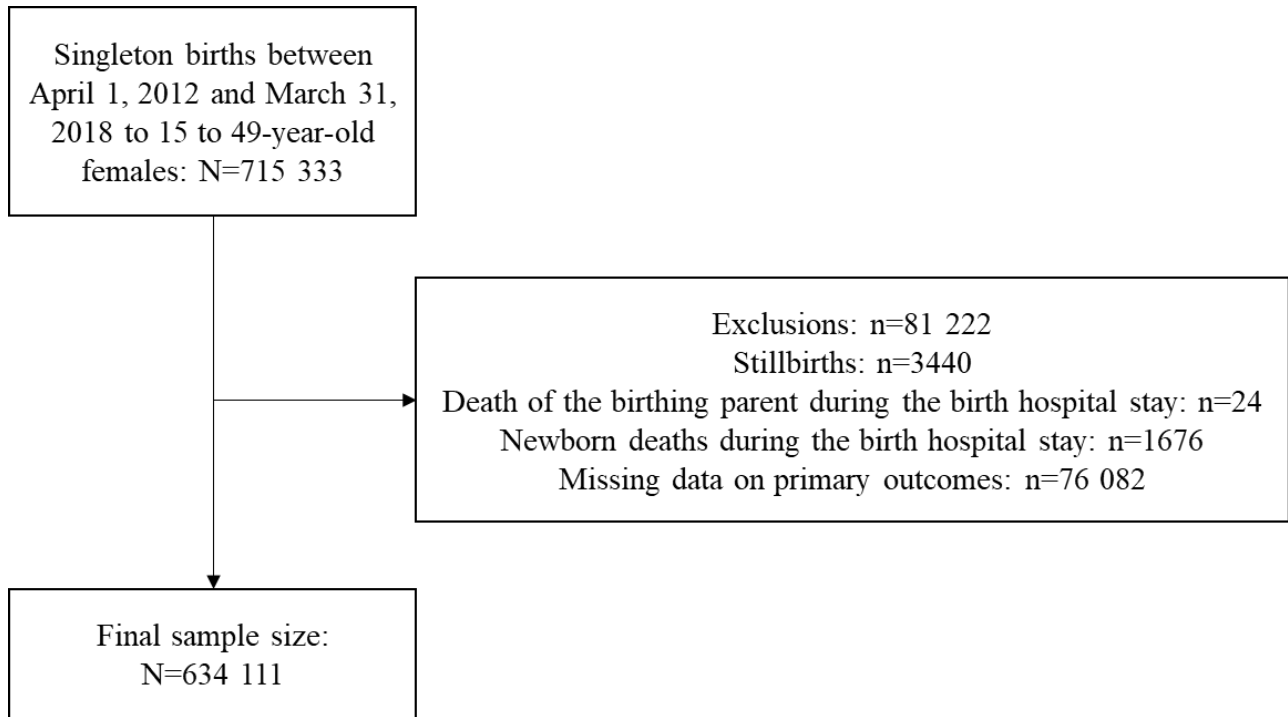 Singleton births between
April 1, 2012 and March 31,
2018 to 15 to 49-year-old
females: N=715 333
Exclusions: n=81 222
Stillbirths: n=3440
Death of the birthing parent during the birth hospital stay: n=24
Newborn deaths during the birth hospital stay: n=1676
Missing data on primary outcomes: n=76 082
Final sample size:
N=634 111